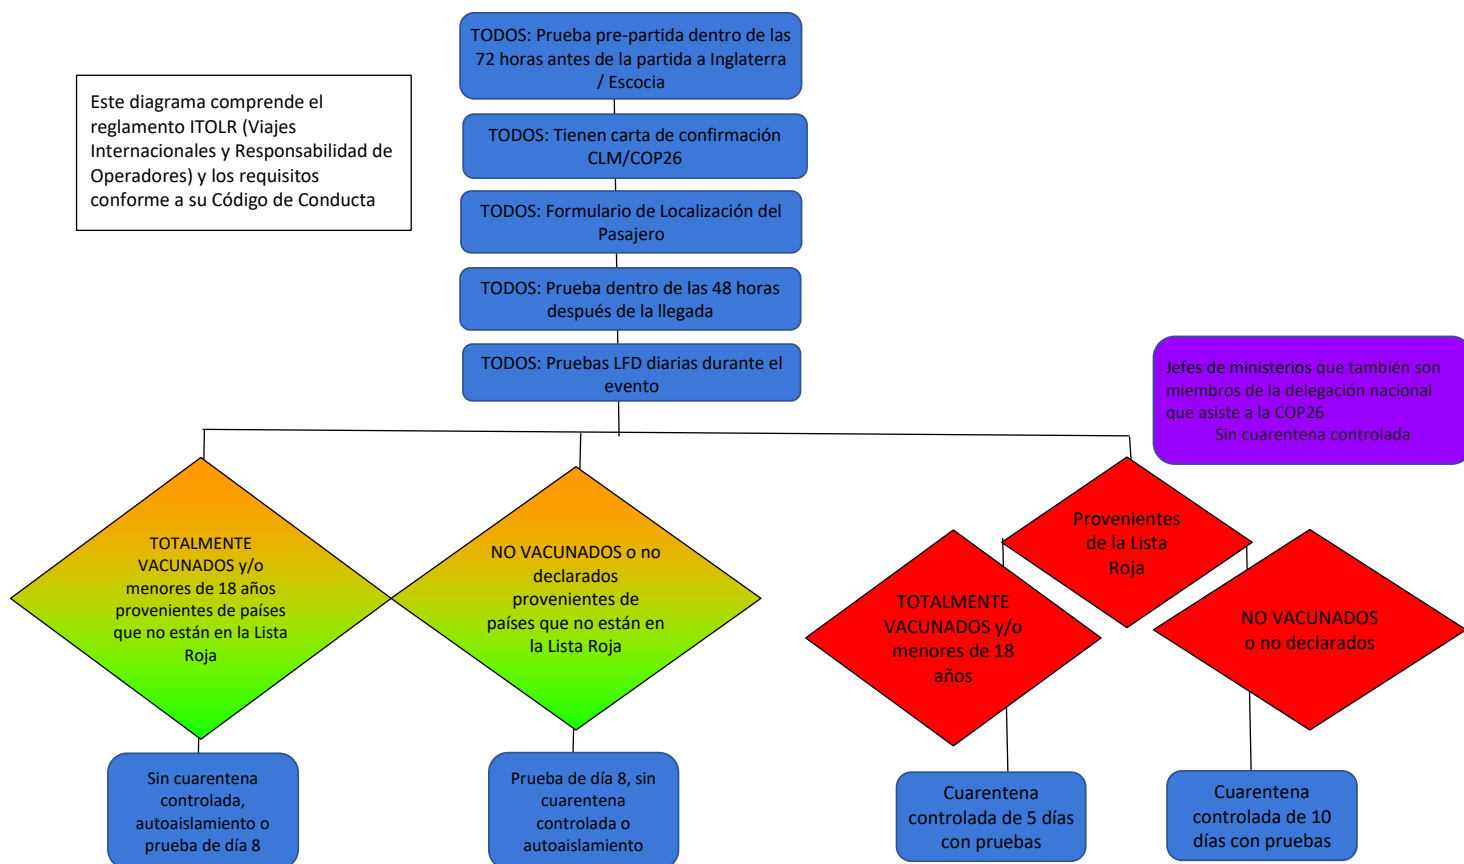 TODOS: Prueba pre-partida dentro de las
72 horas antes de la partida a Inglaterra
/ Escocia
Este diagrama comprende el
reglamento ITOLR (Viajes
Internacionales y Responsabilidad de
Operadores) y los requisitos
conforme a su Código de Conducta
TODOS: Tienen carta de confirmación
CLM/COP26
TODOS: Formulario de Localización del
Pasajero
TODOS: Prueba dentro de las 48 horas
después de la llegada
TODOS: Pruebas LFD diarias durante el
evento
Jefes de ministerios que también son
miembros de la delegación nacional
que asiste a la COP26
Sin cuarentena controlada
TOTALMENTE
VACUNADOS y/o
menores de 18 años
provenientes de países
que no están en la Lista
Roja
NO VACUNADOS o no
declarados
provenientes de
países que no están en
la Lista Roja
Provenientes
de la Lista
Roja
TOTALMENTE
VACUNADOS y/o
menores de 18
años
NO VACUNADOS
o no declarados
Sin cuarentena
controlada,
autoaislamiento o
prueba de día 8
Prueba de día 8, sin
cuarentena
controlada o
autoaislamiento
Cuarentena
controlada de 5 días
con pruebas
Cuarentena
controlada de 10
días con pruebas